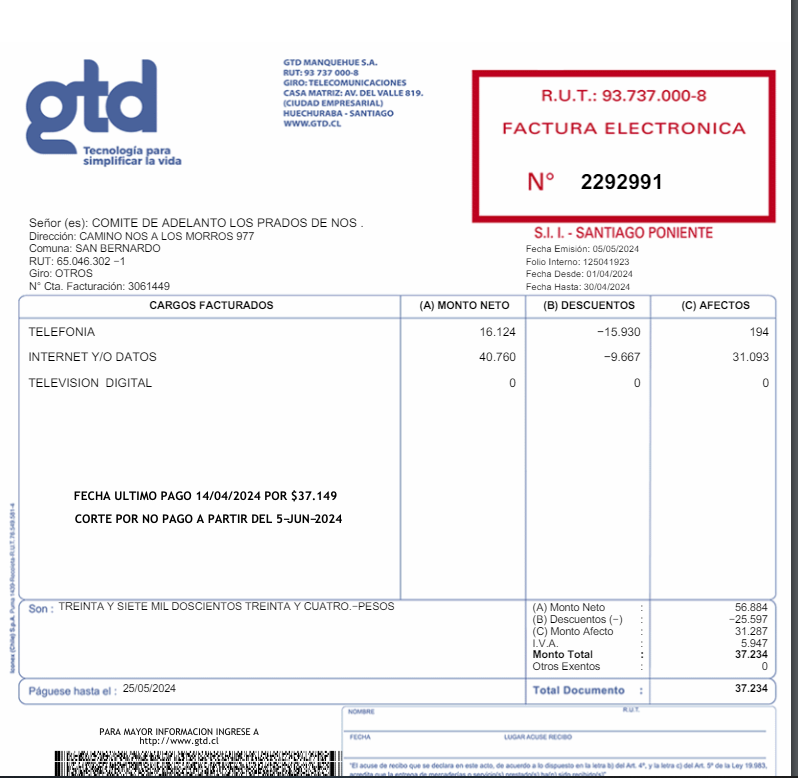 gtd
Tecnología para
simplificar la vida
GTD MANQUEHUE S.A.
RUT: 93 737 000-8
GIRO: TELECOMUNICACIONES
CASA MATRIZ: AV. DEL VALLE 819.
(CIUDAD EMPRESARIAL)
HUECHURABA - SANTIAGO
WWW.GTD.CL
R.U.T.: 93.737.000-8
FACTURA ELECTRONICA
N° 2292991
S.I. I. - SANTIAGO PONIENTE
Señor (es): COMITE DE ADELANTO LOS PRADOS DE NOS .
Dirección: CAMINO NOS A LOS MORROS 977
Comuna: SAN BERNARDO
RUT: 65.046.302 −1
Giro: OTROS
N° Cta. Facturación: 3061449
Fecha Emisión: 05/05/2024
Folio Interno: 125041923
Fecha Desde: 01/04/2024
Fecha Hasta: 30/04/2024
CARGOS FACTURADOS (A) MONTO NETO (B) DESCUENTOS (C) AFECTOS
TELEFONIA 16.124 −15.930 194
INTERNET Y/O DATOS 40.760 −9.667 31.093
TELEVISION DIGITAL 0 0 0
FECHA ULTIMO PAGO 14/04/2024 POR $37.149
CORTE POR NO PAGO A PARTIR DEL 5-JUN-2024
Son : TREINTA Y SIETE MIL DOSCIENTOS TREINTA Y CUATRO.−PESOS
(A) Monto Neto : 56.884
(B) Descuentos (−) : −25.597
(C) Monto Afecto : 31.287
I.V.A. : 5.947
Monto Total : 37.234
Otros Exentos : 0
Páguese hasta el : 25/05/2024
Total Documento : 37.234
PARA MAYOR INFORMACION INGRESE A
http://www.gtd.cl
NOMBRE R.U.T.
FECHA LUGAR ACUSE RECIBO
"El acuse de recibo que se declara en este acto, de acuerdo a lo dispuesto en la letra b) del Art. 4°, y la letra c) del Art. 5° de la Ley 19.983,
acredita que la entrega de mercaderías o servicio(s) prestado(s) ha(n) sido recibido(s)"